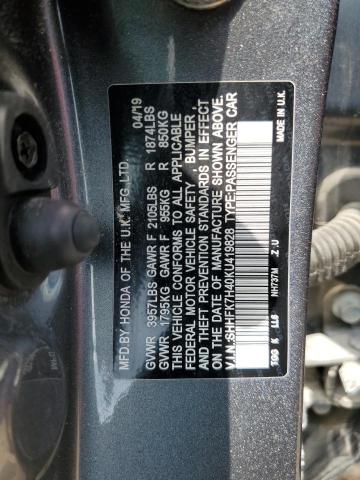 MFD.BY HONDA OF THE U.K. MFG.,LTD. 04/19
GVWR 3957LBS GAWR F 2105LBS R 1874LBS
GVWR 1795KG GAWR F 955KG R 850KG
THIS VEHICLE CONFORMS TO ALL APPLICABLE
FEDERAL MOTOR VEHICLE SAFETY, BUMPER,
AND THEFT PREVENTION STANDARDS IN EFFECT
ON THE DATE OF MANUFACTURE SHOWN ABOVE.
V.I.N.:SHHFK7H40KU419828 TYPE:PASSENGER CAR
NH737M 2.U MADE IN U.K.